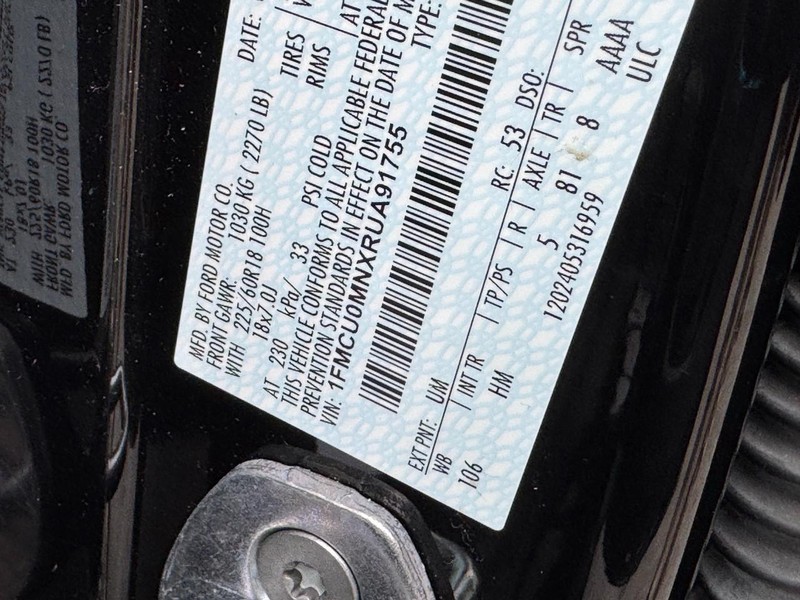 MFD. BY FORD MOTOR CO.
DATE:
FRONT GAWR: 1030 KG ( 2270 LB)
WITH 225/60R18 100H TIRES
18x7.0J RIMS
AT 230 kPa/ 33 PSI COLD AT
THIS VEHICLE CONFORMS TO ALL APPLICABLE FEDERAL
PREVENTION STANDARDS IN EFFECT ON THE DATE OF M
VIN: 1FMCU0MNXRUA91755 TYPE:
EXT PNT: UM RC: 53 DSO:
WB | INT TR | TP/PS | R | AXLE | TR | SPR
106 HM 5 81 8 AAAA
ULC
1202405316959